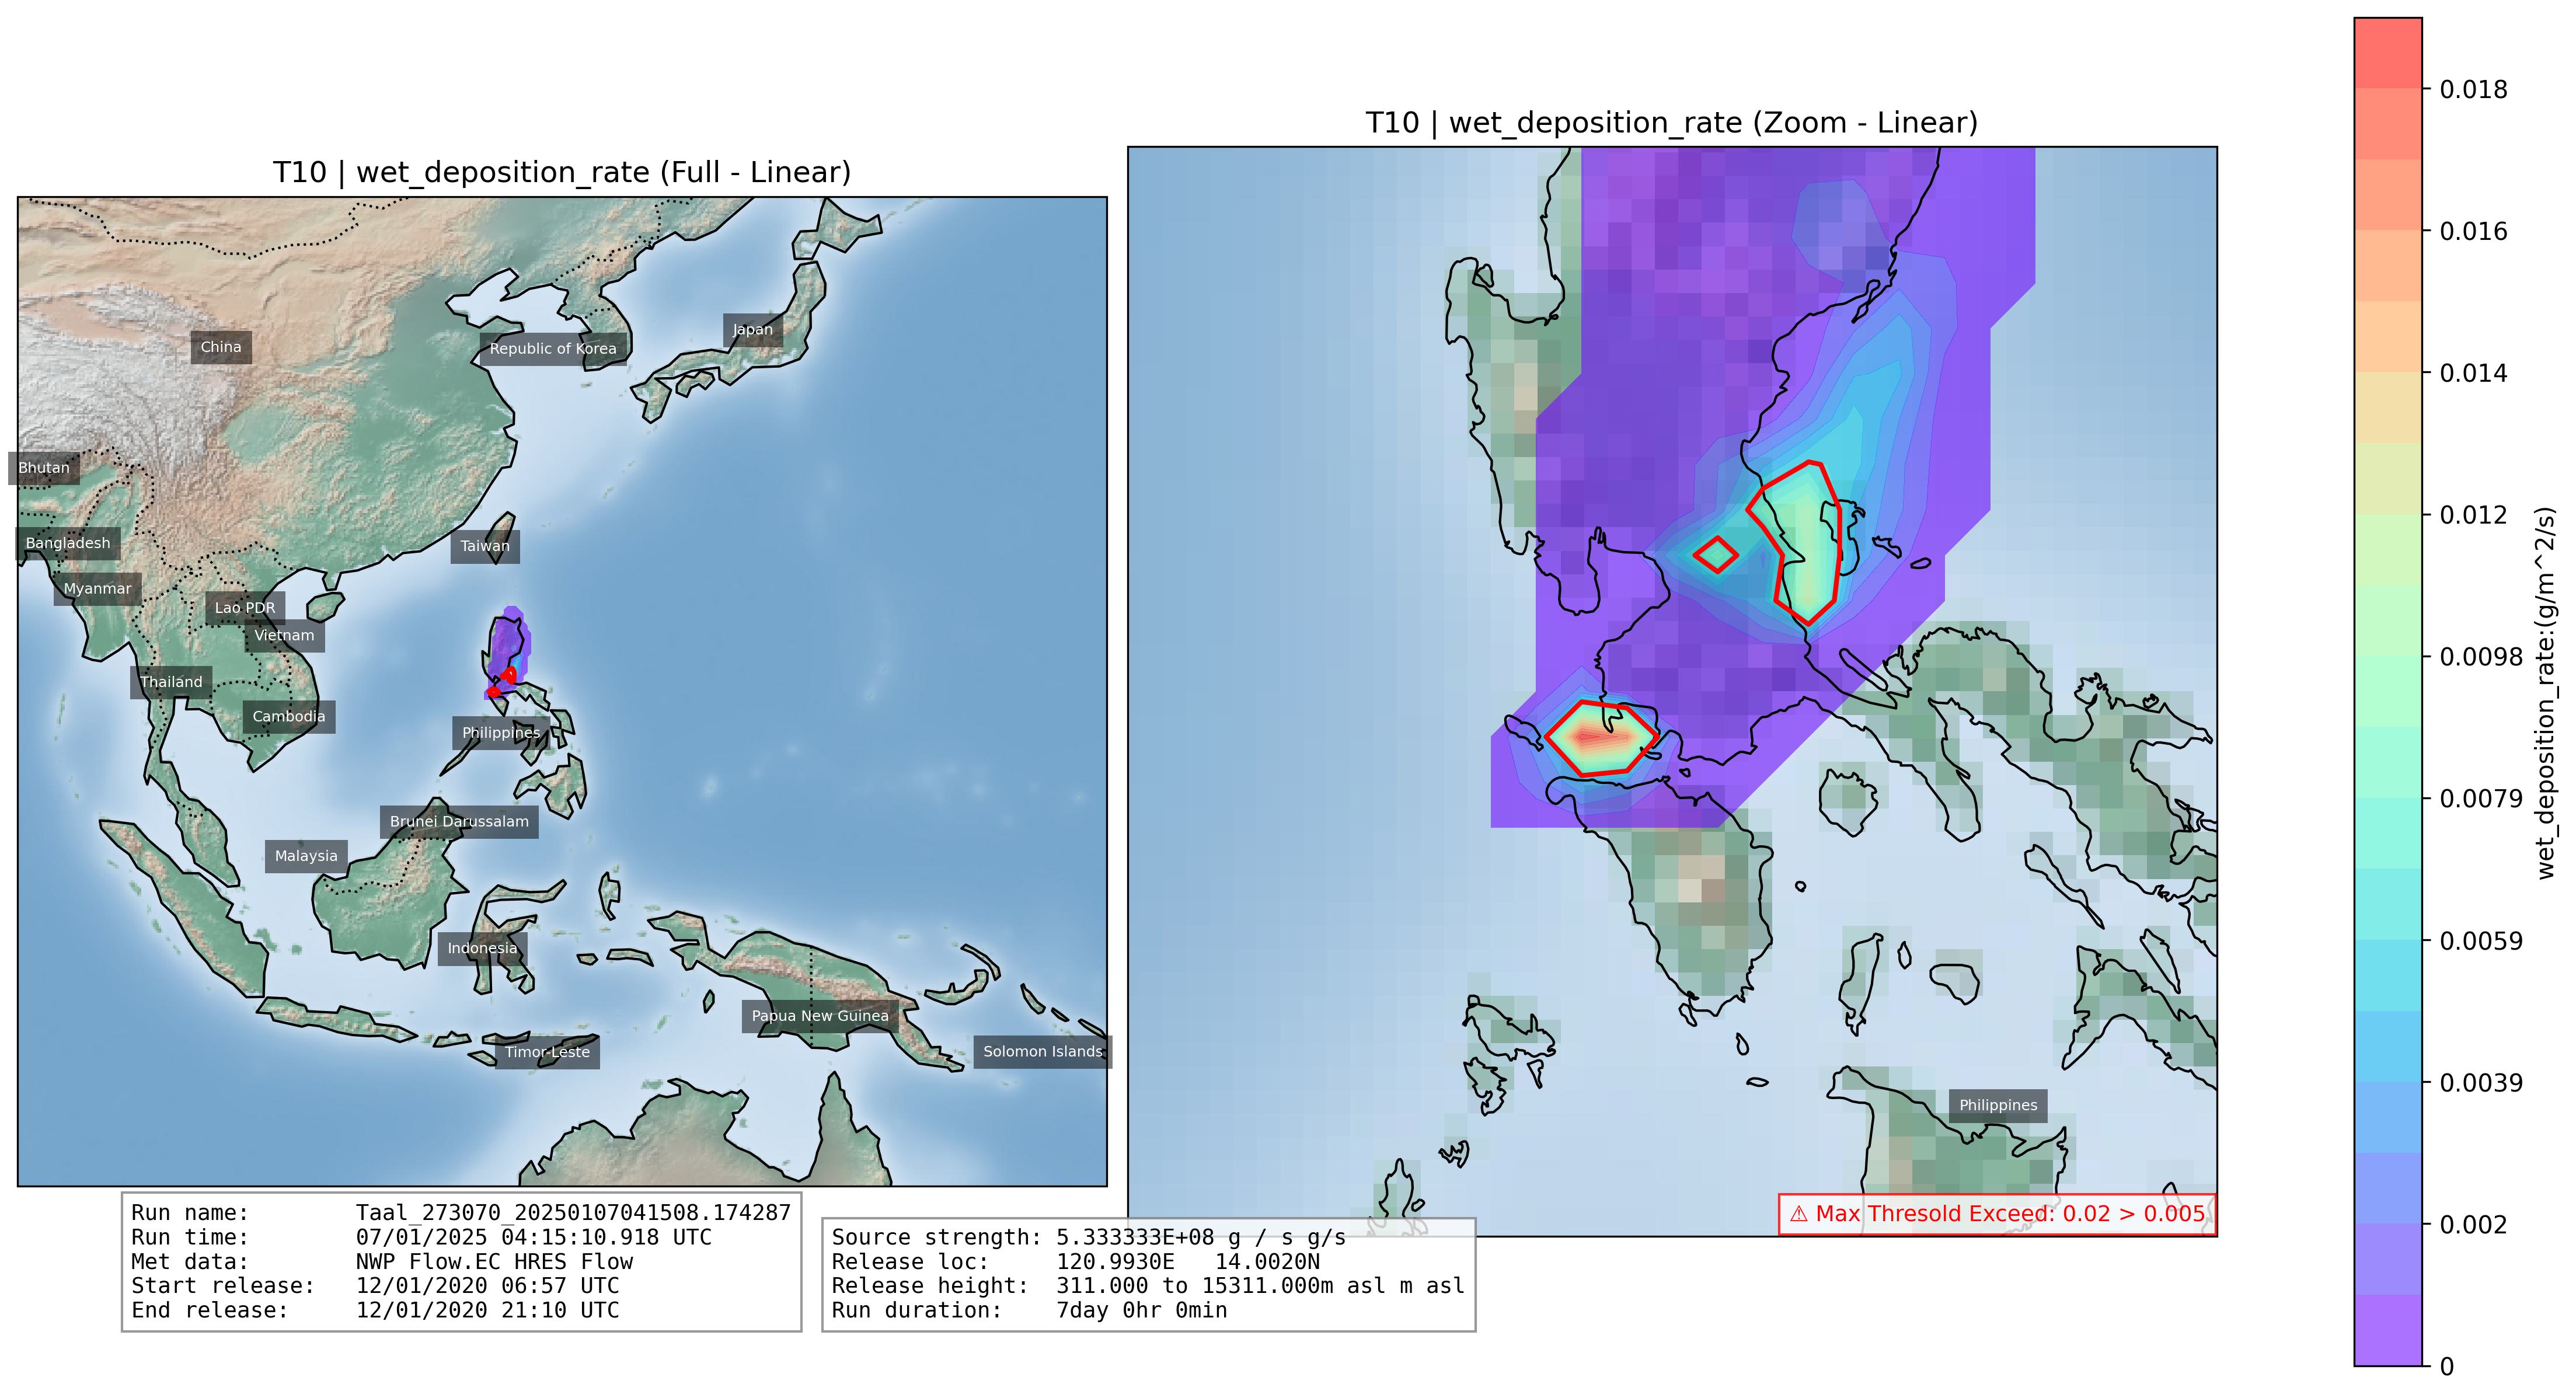 T10 | wet_deposition_rate (Full - Linear)
China
Republic of Korea
Japan
Bhutan
Bangladesh
Taiwan
Myanmar
Lao PDR
Vietnam
Thailand
Cambodia
Philippines
Brunei Darussalam
Malaysia
Indonesia
Papua New Guinea
Timor-Leste
Solomon Islands
T10 | wet_deposition_rate (Zoom - Linear)
Philippines
⚠ Max Thresold Exceed: 0.02 > 0.005
0.018
0.016
0.014
0.012
0.0098
0.0079
0.0059
0.0039
0.002
0
wet_deposition_rate:(g/m^2/s)
Run name: Taal_273070_20250107041508.174287
Run time: 07/01/2025 04:15:10.918 UTC
Met data: NWP Flow.EC HRES Flow
Start release: 12/01/2020 06:57 UTC
End release: 12/01/2020 21:10 UTC
Source strength: 5.333333E+08 g / s g/s
Release loc: 120.9930E 14.0020N
Release height: 311.000 to 15311.000m asl m asl
Run duration: 7day 0hr 0min